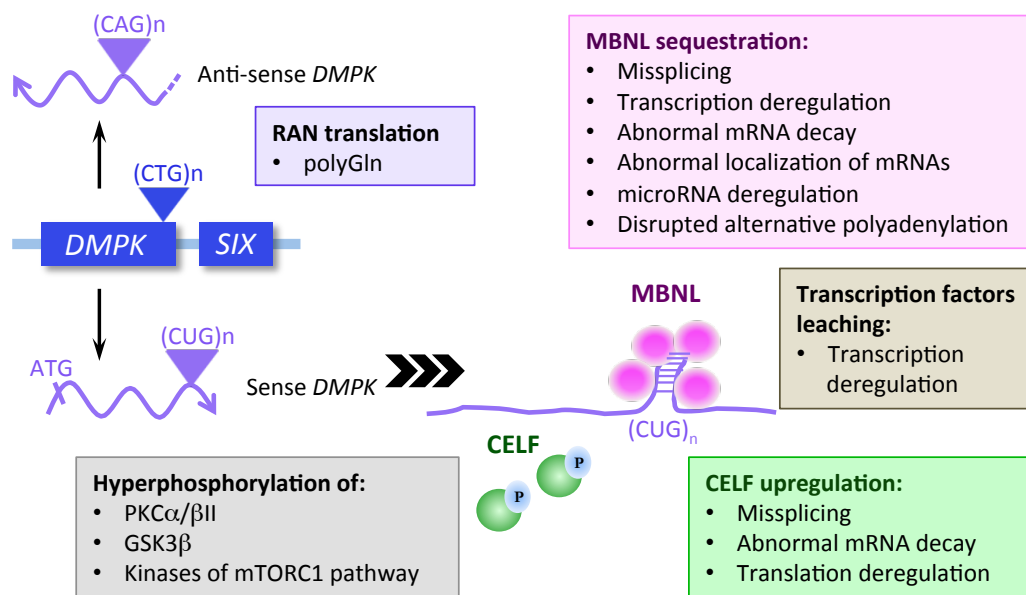 (CAG)n
Anti-sense DMPK
RAN translation
• polyGln
(CTG)n
DMPK
SIX
ATG
(CUG)n
Sense DMPK
MBNL sequestration:
• Missplicing
• Transcription deregulation
• Abnormal mRNA decay
• Abnormal localization of mRNAs
• microRNA deregulation
• Disrupted alternative polyadenylation
MBNL
(CUG)n
Transcription factors
leaching:
• Transcription
deregulation
CELF
P
P
Hyperphosphorylation of:
• PKCα/βII
• GSK3β
• Kinases of mTORC1 pathway
CELF upregulation:
• Missplicing
• Abnormal mRNA decay
• Translation deregulation